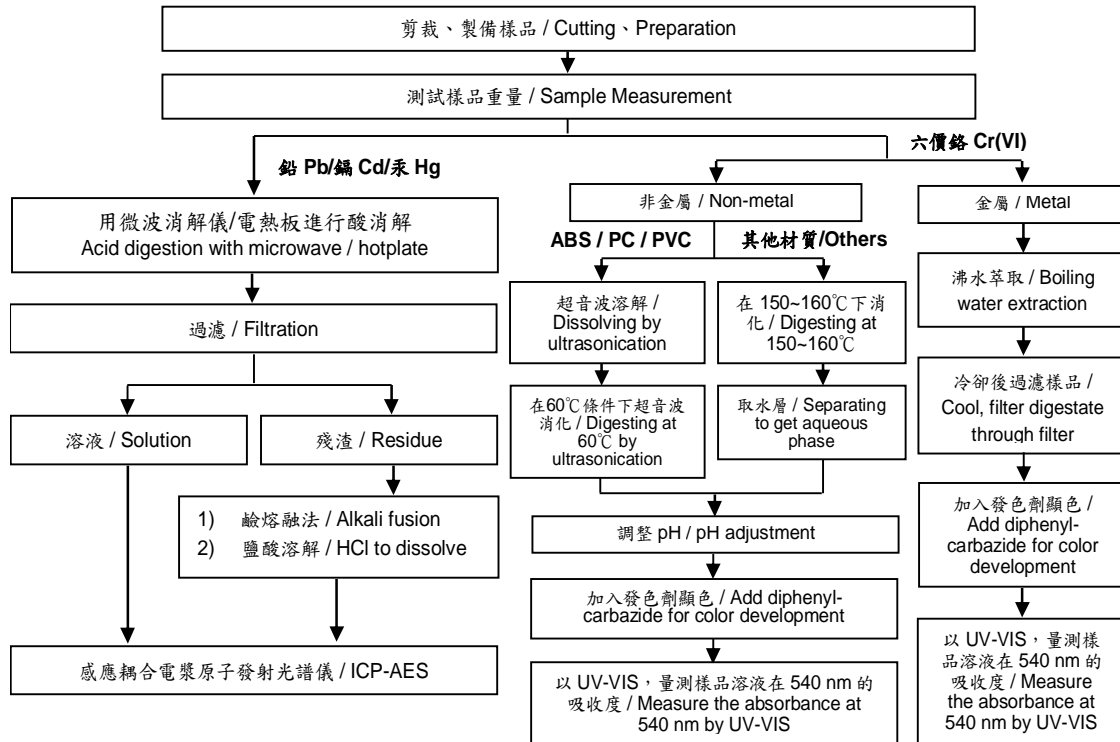 剪裁、製備樣品 / Cutting、Preparation
測試樣品重量 / Sample Measurement
鉛 Pb/鎘 Cd/汞 Hg
六價鉻 Cr(VI)
用微波消解儀/電熱板進行酸消解
Acid digestion with microwave / hotplate
過濾 / Filtration
溶液 / Solution
殘渣 / Residue
1) 鹼熔融法 / Alkali fusion
2) 鹽酸溶解 / HCl to dissolve
感應耦合電漿原子發射光譜儀 / ICP-AES
非金屬 / Non-metal
ABS / PC / PVC
其他材質/Others
超音波溶解 /
Dissolving by
ultrasonication
在60℃條件下超音波
消化 / Digesting at
60℃ by
ultrasonication
在 150~160℃下消
化 / Digesting at
150~160℃
取水層 / Separating
to get aqueous
phase
調整 pH / pH adjustment
加入發色劑顯色 / Add diphenyl-
carbazide for color development
以 UV-VIS，量測樣品溶液在 540 nm 的
吸收度 / Measure the absorbance at
540 nm by UV-VIS
金屬 / Metal
沸水萃取 / Boiling
water extraction
冷卻後過濾樣品 /
Cool, filter digestate
through filter
加入發色劑顯色 /
Add diphenyl-
carbazide for color
development
以 UV-VIS，量測樣
品溶液在 540 nm 的
吸收度 / Measure
the absorbance at
540 nm by UV-VIS